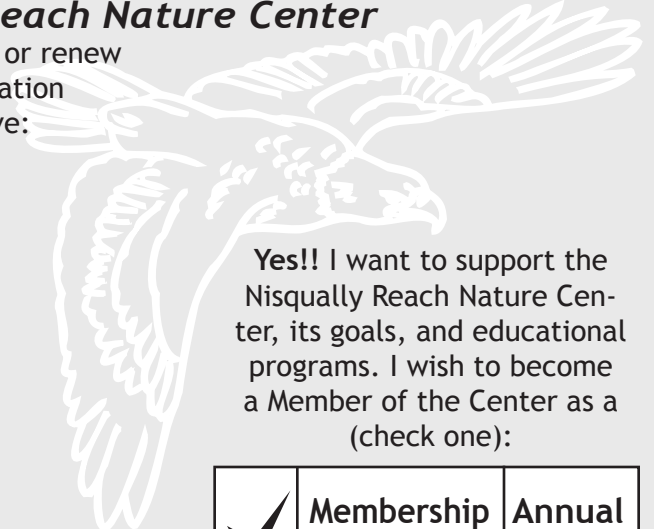 each Nature Center
or renew
ation
ve:
Yes!! I want to support the
Nisqually Reach Nature Cen-
ter, its goals, and educational
programs. I wish to become
a Member of the Center as a
(check one):
Membership Annual